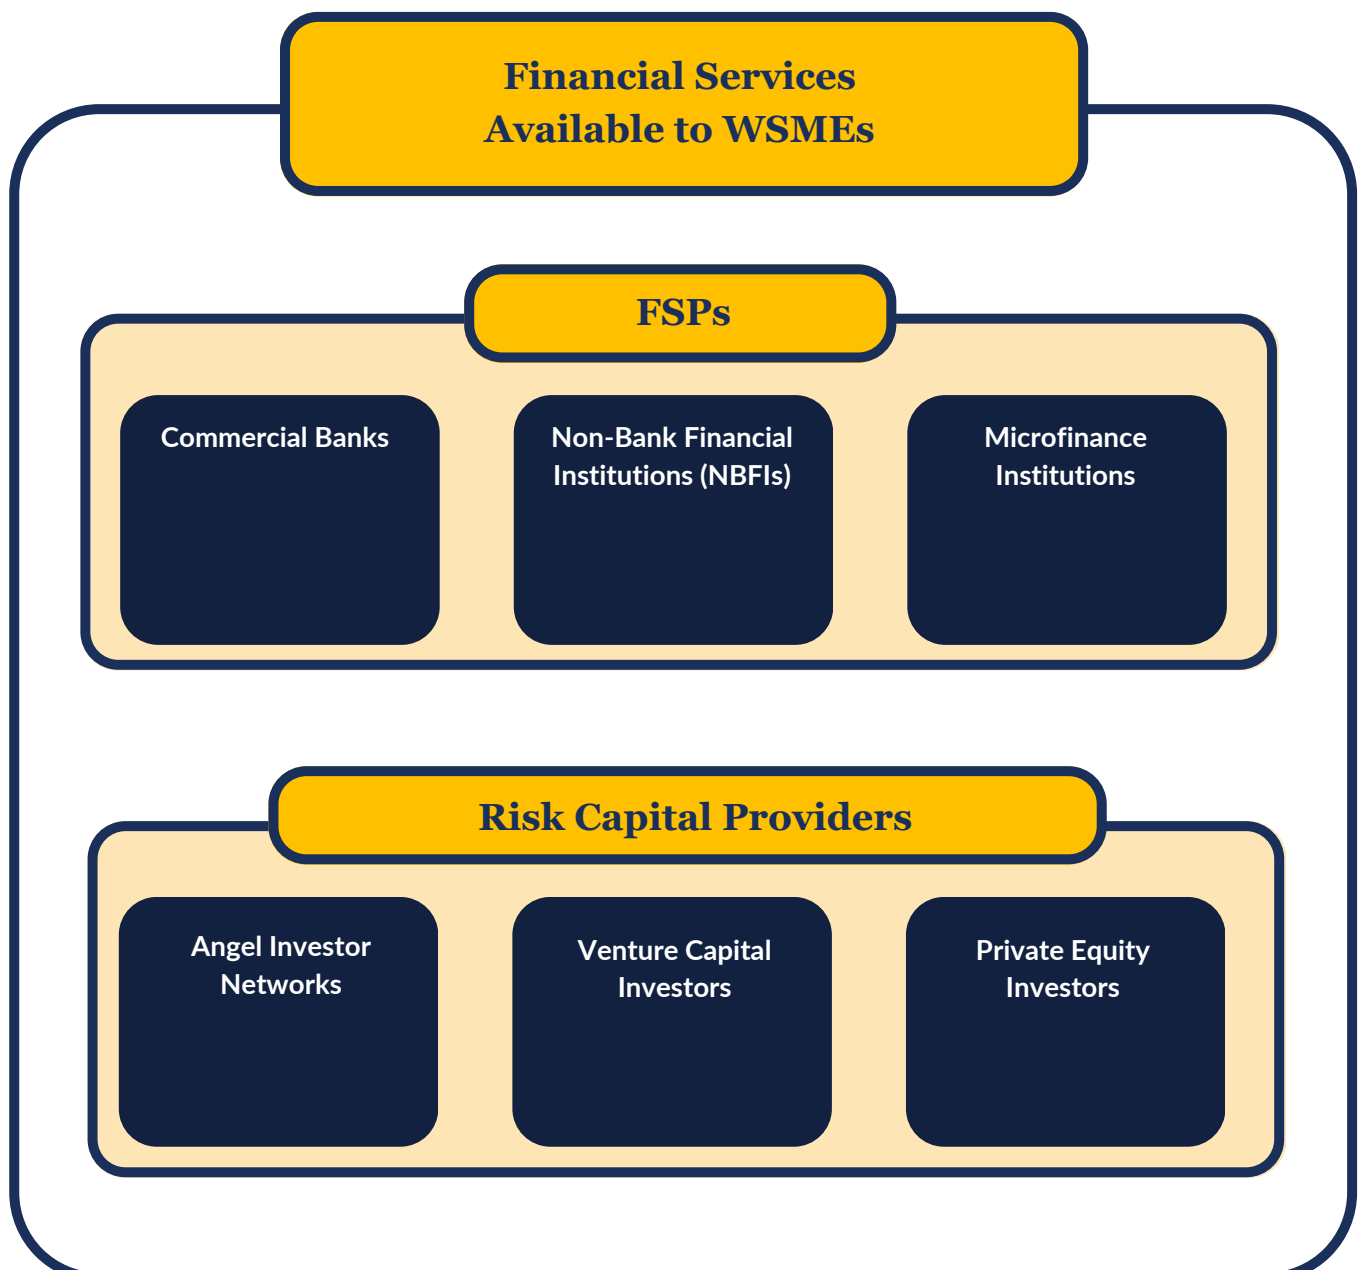 Financial Services
Available to WSMEs
FSPs
Commercial Banks
Non-Bank Financial
Institutions (NBFIs)
Microfinance
Institutions
Risk Capital Providers
Angel Investor
Networks
Venture Capital
Investors
Private Equity
Investors